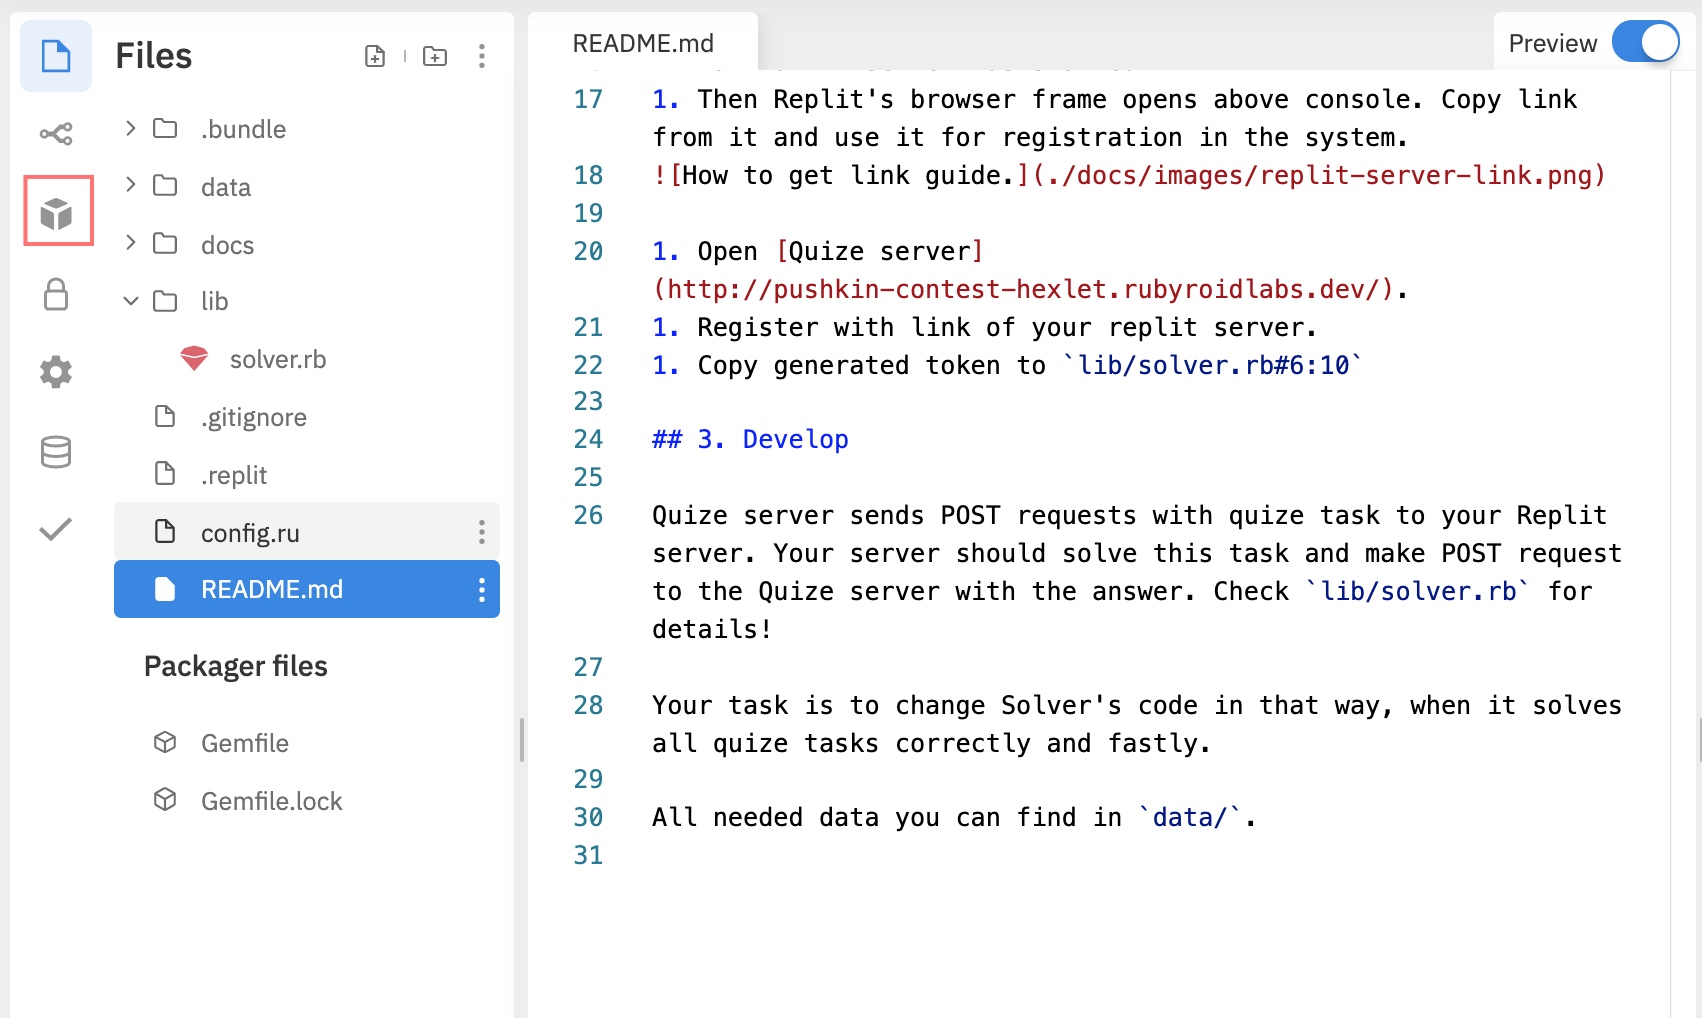 Files
.bundle
data
docs
lib
solver.rb
.gitignore
.replit
config.ru
README.md
Packager files
Gemfile
Gemfile.lock
README.md
Preview
17 1. Then Replit's browser frame opens above console. Copy link
from it and use it for registration in the system.
18 ![How to get link guide.](./docs/images/replit-server-link.png)
19
20 1. Open [Quize server]
(http://pushkin-contest-hexlet.rubyroidlabs.dev/).
21 1. Register with link of your replit server.
22 1. Copy generated token to `lib/solver.rb#6:10`
23
24 ## 3. Develop
25
26 Quize server sends POST requests with quize task to your Replit
server. Your server should solve this task and make POST request
to the Quize server with the answer. Check `lib/solver.rb` for
details!
27
28 Your task is to change Solver's code in that way, when it solves
all quize tasks correctly and fastly.
29
30 All needed data you can find in `data/`.
31